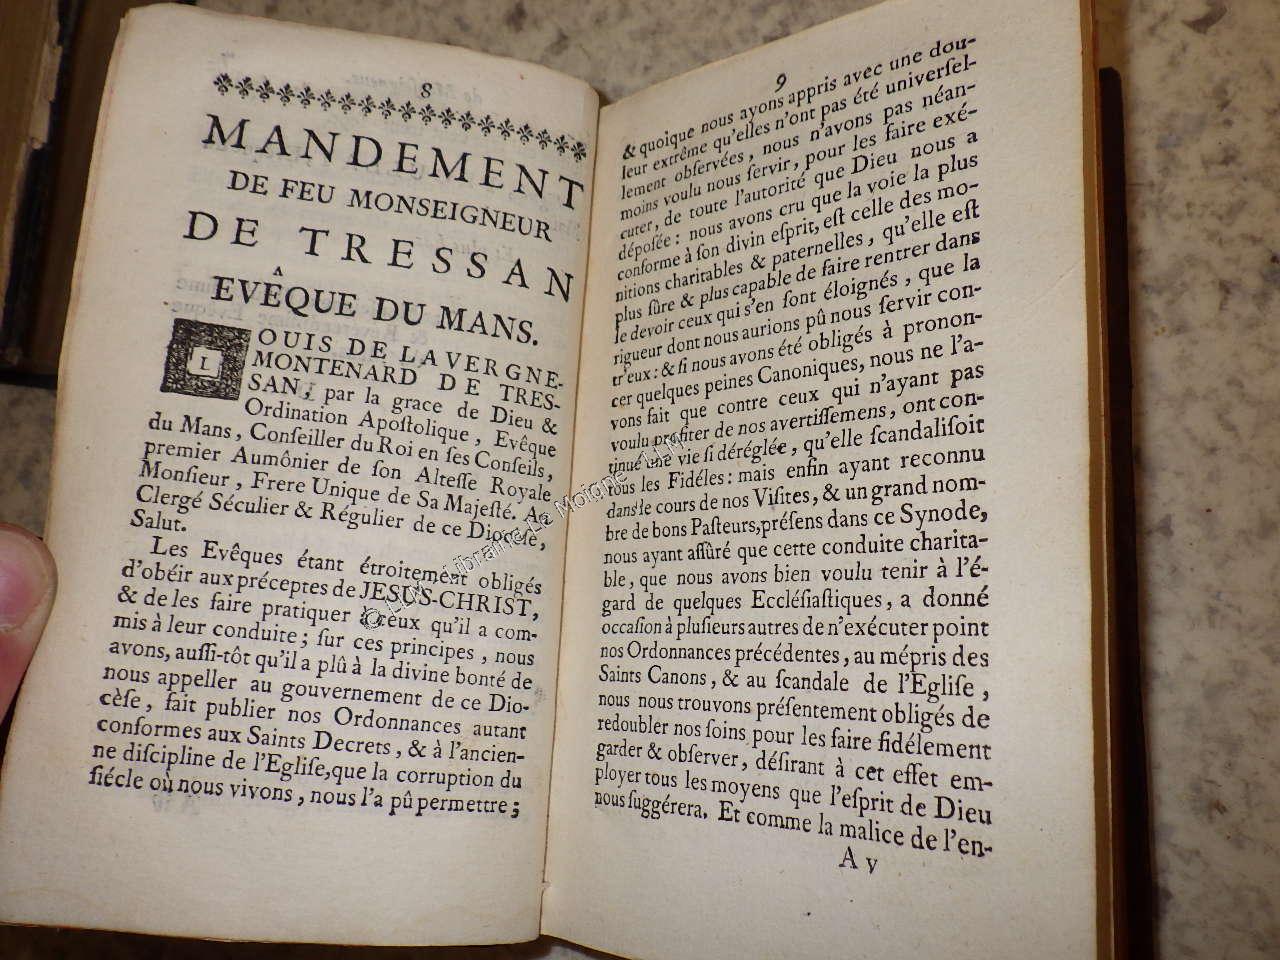 8
MANDEMENT
DE FEU MONSEIGNEUR
DE TRESSAN
EVÊQUE DU MANS.
LOUIS DE LAVERGNE-
MONTENARD DE TRES-
SAN, par la grace de Dieu &
Ordination Apoſtolique, Evêque
du Mans, Conſeiller du Roi en ſes Conſeils,
premier Aumônier de ſon Alteſſe Royale
Monſieur, Frere Unique de Sa Majeſté. Au
Clergé Séculier & Régulier de ce Diocèſe,
Salut.
Les Evêques étant étroitement obligés
d'obéir aux préceptes de JESUS-CHRIST,
& de les faire pratiquer à ceux qu'il a com-
mis à leur conduite; ſur ces principes, nous
avons, auſſi-tôt qu'il a plû à la divine bonté de
nous appeller au gouvernement de ce Dio-
cèſe, fait publier nos Ordonnances autant
conformes aux Saints Decrets, & à l'ancien-
ne diſcipline de l'Egliſe, que la corruption du
ſiécle où nous vivons, nous l'a pû permettre;
9
& quoique nous ayons appris avec une dou-
leur extrême qu'elles n'ont pas été univerſel-
lement obſervées, nous n'avons pas néan-
moins voulu nous ſervir, pour les faire exé-
cuter, de toute l'autorité que Dieu nous a
dépoſée: nous avons cru que la voie la plus
conforme à ſon divin eſprit, eſt celle des mo-
nitions charitables & paternelles, qu'elle eſt
plus ſûre & plus capable de faire rentrer dans
le devoir ceux qui s'en ſont éloignés, que la
rigueur dont nous aurions pû nous ſervir con-
tr'eux: & ſi nous avons été obligés à pronon-
cer quelques peines Canoniques, nous ne l'a-
vons fait que contre ceux qui n'ayant pas
voulu profiter de nos avertiſſemens, ont con-
tinué une vie ſi déréglée, qu'elle ſcandaliſoit
tous les Fidéles: mais enfin ayant reconnu
dans le cours de nos Viſites, & un grand nom-
bre de bons Paſteurs, préſens dans ce Synode,
nous ayant aſſûré que cette conduite charita-
ble, que nous avons bien voulu tenir à l'é-
gard de quelques Eccléſiaſtiques, a donné
occaſion à pluſieurs autres de n'exécuter point
nos Ordonnances précédentes, au mépris des
Saints Canons, & au ſcandale de l'Egliſe,
nous nous trouvons préſentement obligés de
redoubler nos ſoins pour les faire fidélement
garder & obſerver, déſirant à cet effet em-
ployer tous les moyens que l'eſprit de Dieu
nous ſuggérera. Et comme la malice de l'en-
A v
© LLM - Librairie Le Moigne - LLM